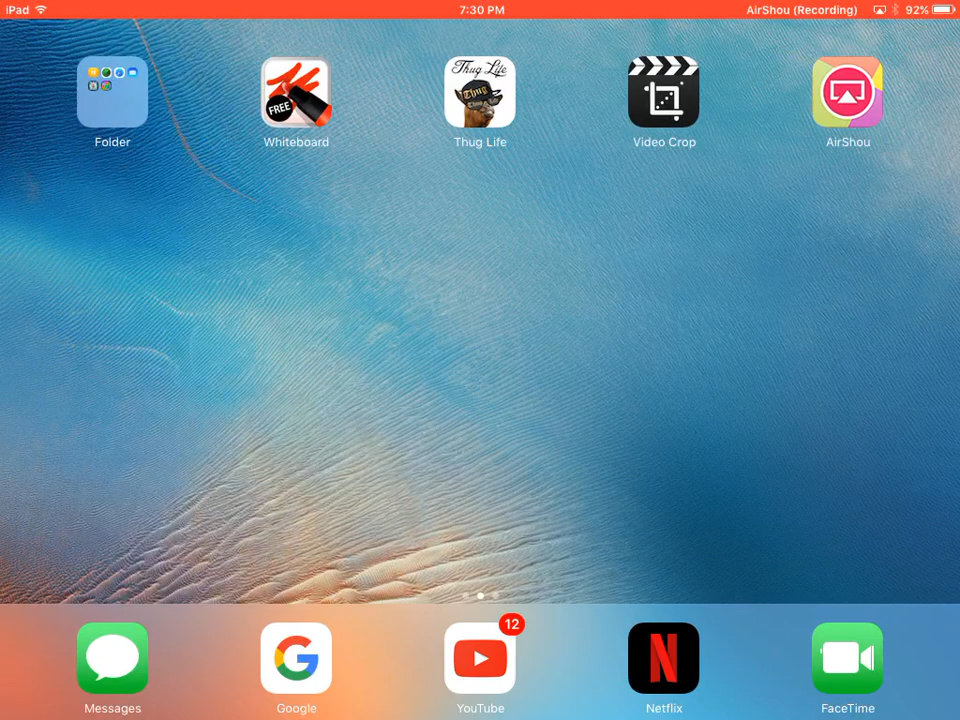 iPad 7:30 PM AirShou (Recording) 92%
Thug Life
Thug
FREE
Folder Whiteboard Thug Life Video Crop AirShou
12
Messages Google YouTube Netflix FaceTime